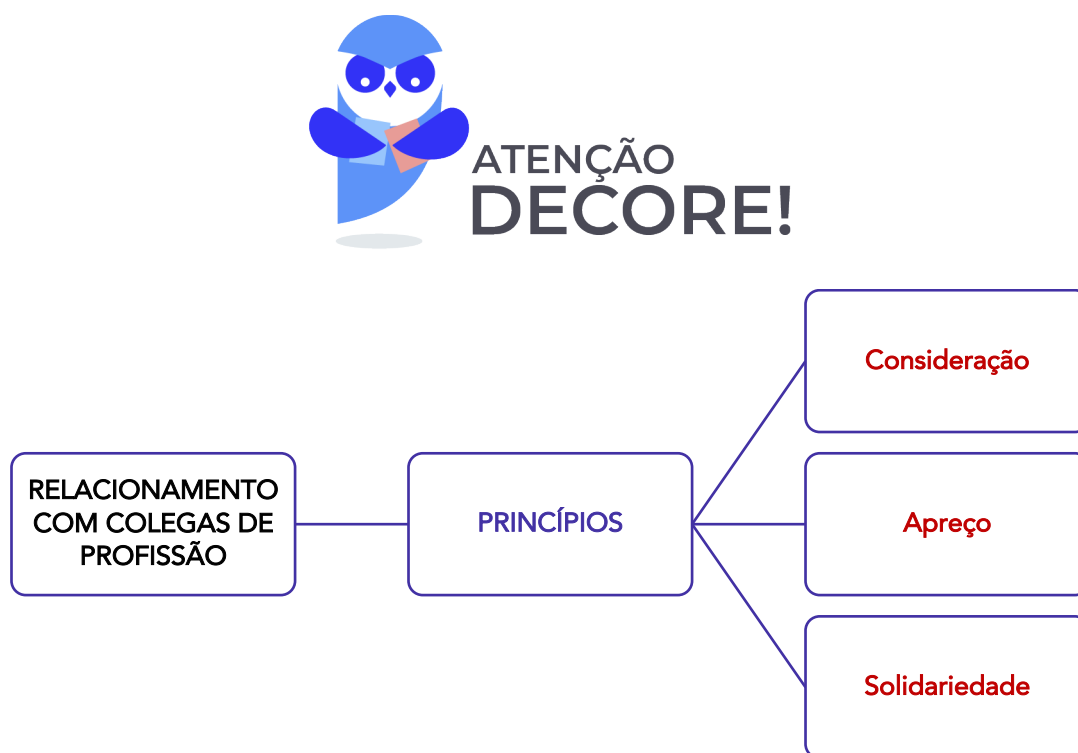 ATENÇÃO
DECORE!
RELACIONAMENTO
COM COLEGAS DE
PROFISSÃO
PRINCÍPIOS
Consideração
Apreço
Solidariedade